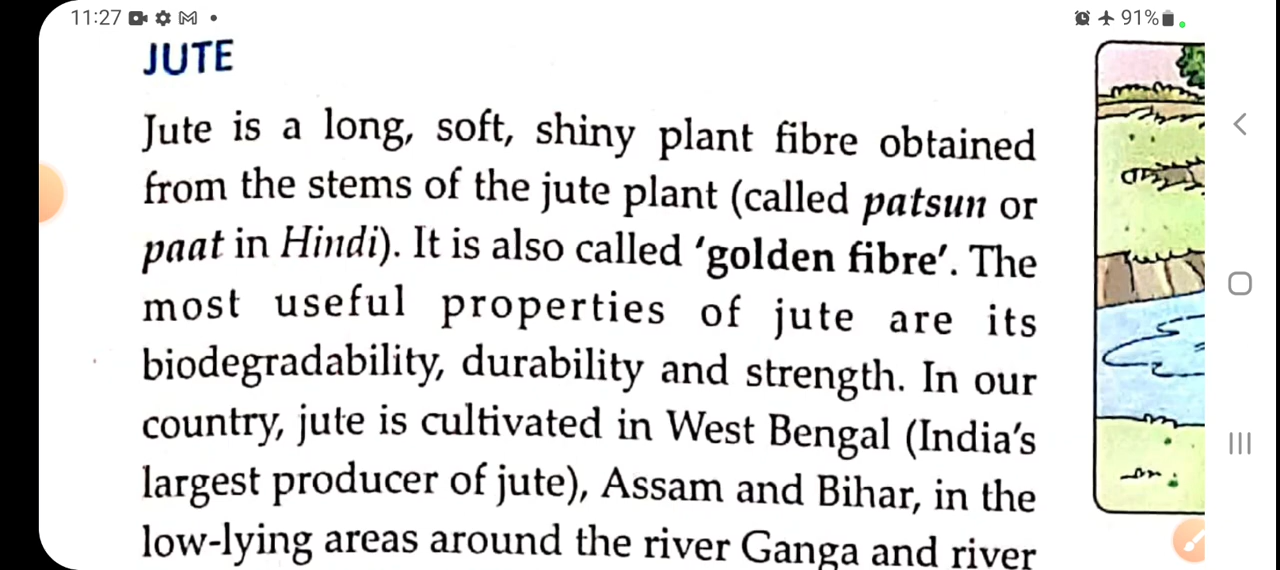 11:27
91%
JUTE
Jute is a long, soft, shiny plant fibre obtained
from the stems of the jute plant (called patsun or
paat in Hindi). It is also called 'golden fibre'. The
most useful properties of jute are its
biodegradability, durability and strength. In our
country, jute is cultivated in West Bengal (India's
largest producer of jute), Assam and Bihar, in the
low-lying areas around the river Ganga and river